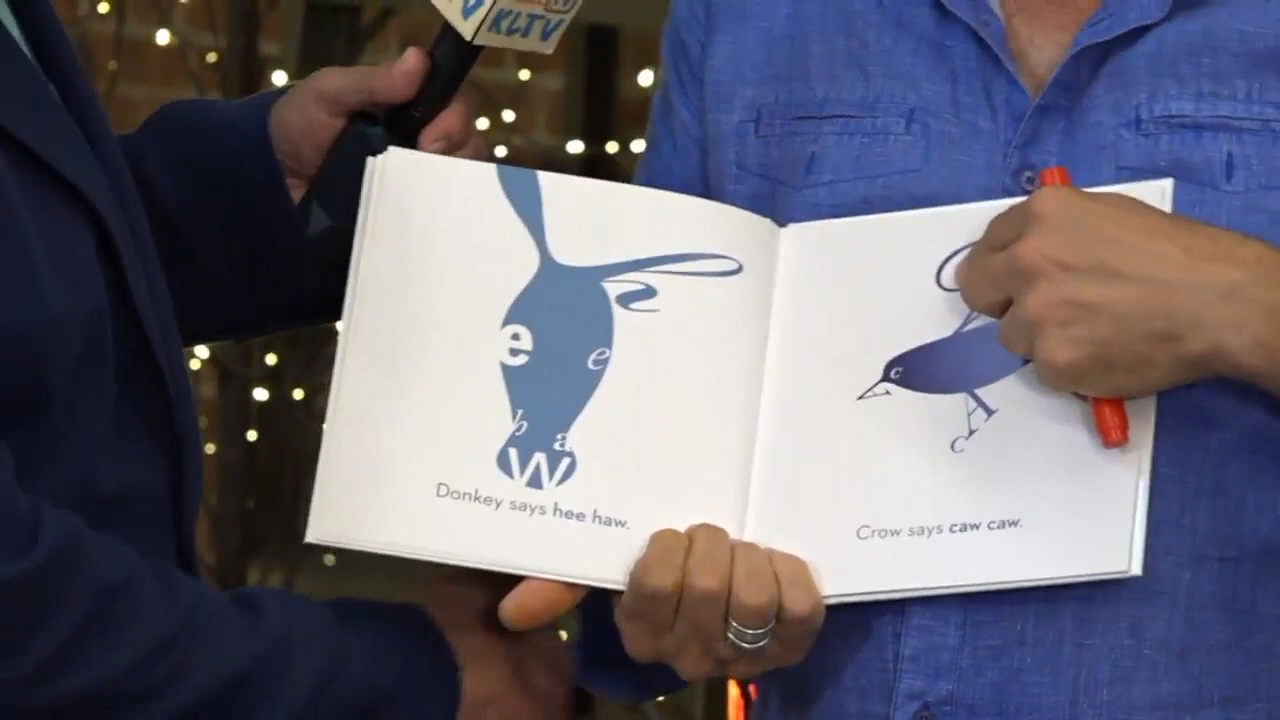 KLTV
e e
h a
w
Donkey says hee haw.
c
A
c
Crow says caw caw.